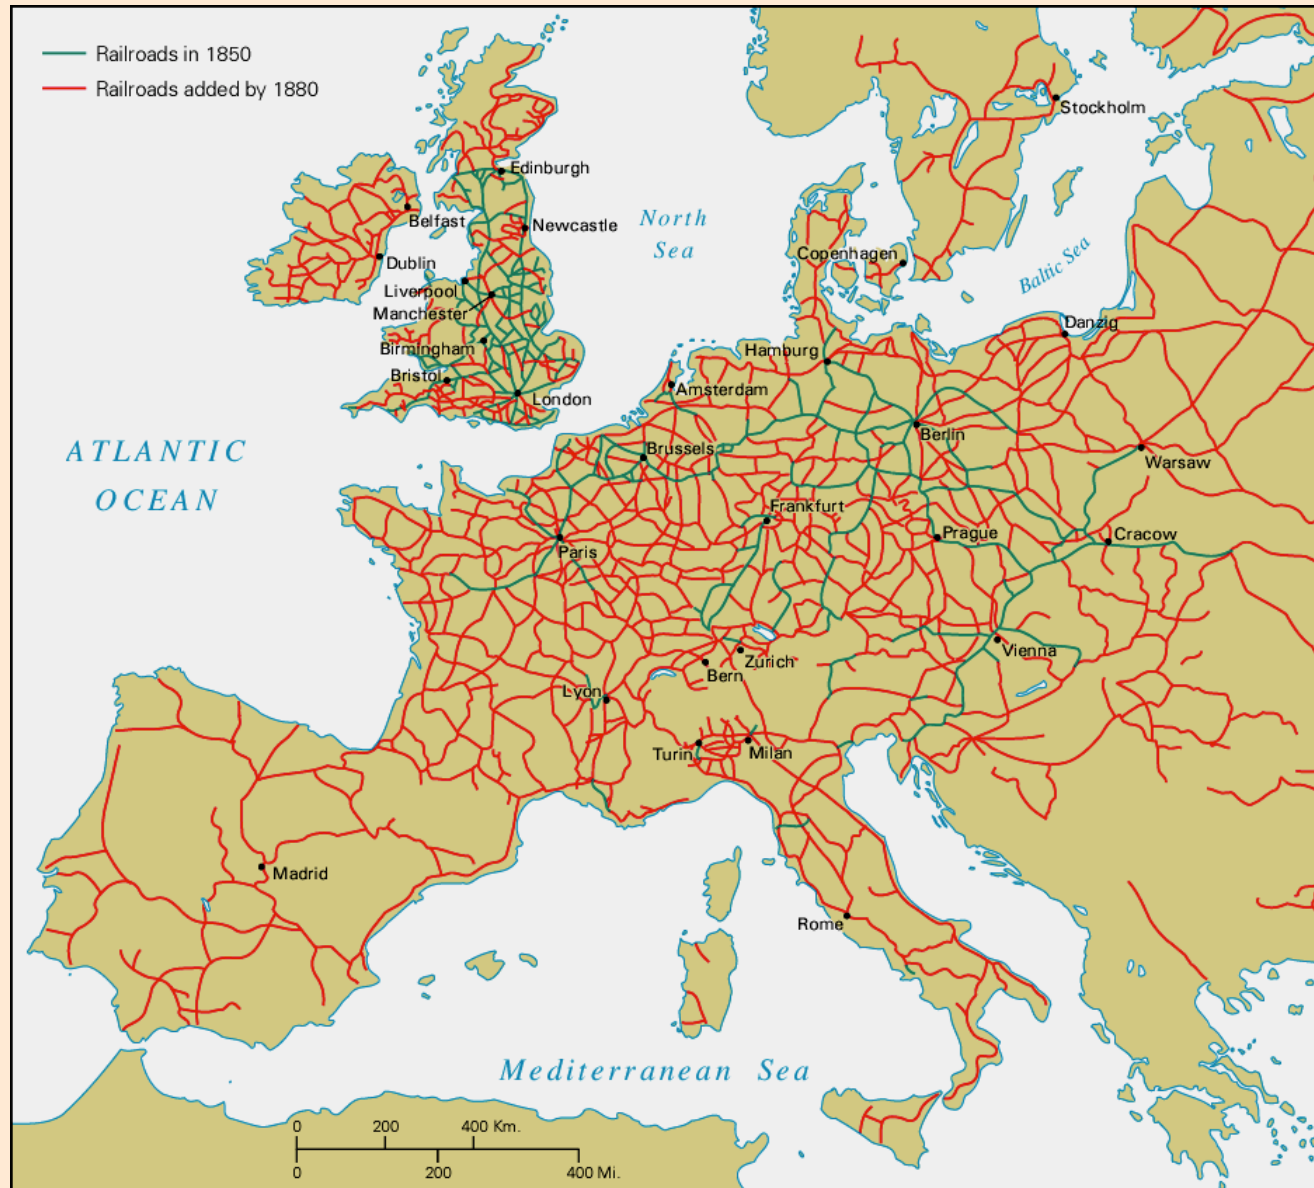 Railroads in 1850
Railroads added by 1880
Stockholm
Edinburgh
Belfast
Newcastle
North
Sea
Copenhagen
Baltic Sea
Dublin
Liverpool
Manchester
Danzig
Birmingham
Hamburg
Bristol
Amsterdam
London
ATLANTIC
OCEAN
Berlin
Brussels
Warsaw
Frankfurt
Prague
Cracow
Paris
Vienna
Zurich
Bern
Lyon
Turin
Milan
Madrid
Rome
Mediterranean Sea
0 200 400 Km.
0 200 400 Mi.